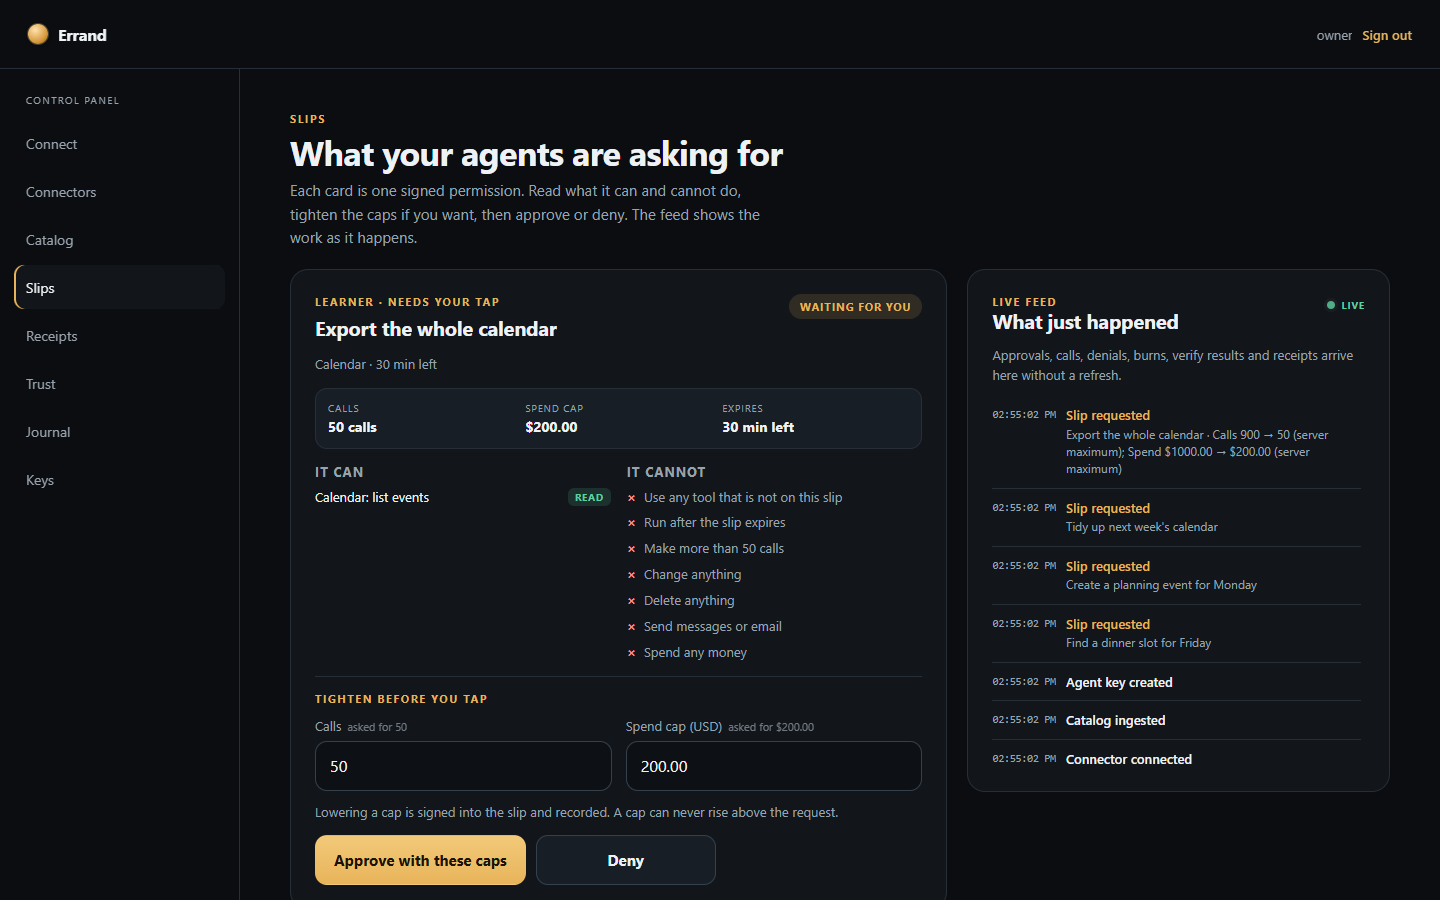 Errand
owner Sign out
CONTROL PANEL
Connect
Connectors
Catalog
Slips
Receipts
Trust
Journal
Keys
SLIPS
What your agents are asking for
Each card is one signed permission. Read what it can and cannot do,
tighten the caps if you want, then approve or deny. The feed shows the
work as it happens.
LEARNER · NEEDS YOUR TAP
WAITING FOR YOU
Export the whole calendar
Calendar · 30 min left
CALLS SPEND CAP EXPIRES
50 calls $200.00 30 min left
IT CAN
Calendar: list events READ
IT CANNOT
× Use any tool that is not on this slip
× Run after the slip expires
× Make more than 50 calls
× Change anything
× Delete anything
× Send messages or email
× Spend any money
TIGHTEN BEFORE YOU TAP
Calls asked for 50
50
Spend cap (USD) asked for $200.00
200.00
Lowering a cap is signed into the slip and recorded. A cap can never rise above the request.
Approve with these caps
Deny
LIVE FEED
LIVE
What just happened
Approvals, calls, denials, burns, verify results and receipts arrive
here without a refresh.
02:55:02 PM Slip requested
Export the whole calendar · Calls 900 → 50 (server
maximum); Spend $1000.00 → $200.00 (server
maximum)
02:55:02 PM Slip requested
Tidy up next week's calendar
02:55:02 PM Slip requested
Create a planning event for Monday
02:55:02 PM Slip requested
Find a dinner slot for Friday
02:55:02 PM Agent key created
02:55:02 PM Catalog ingested
02:55:02 PM Connector connected